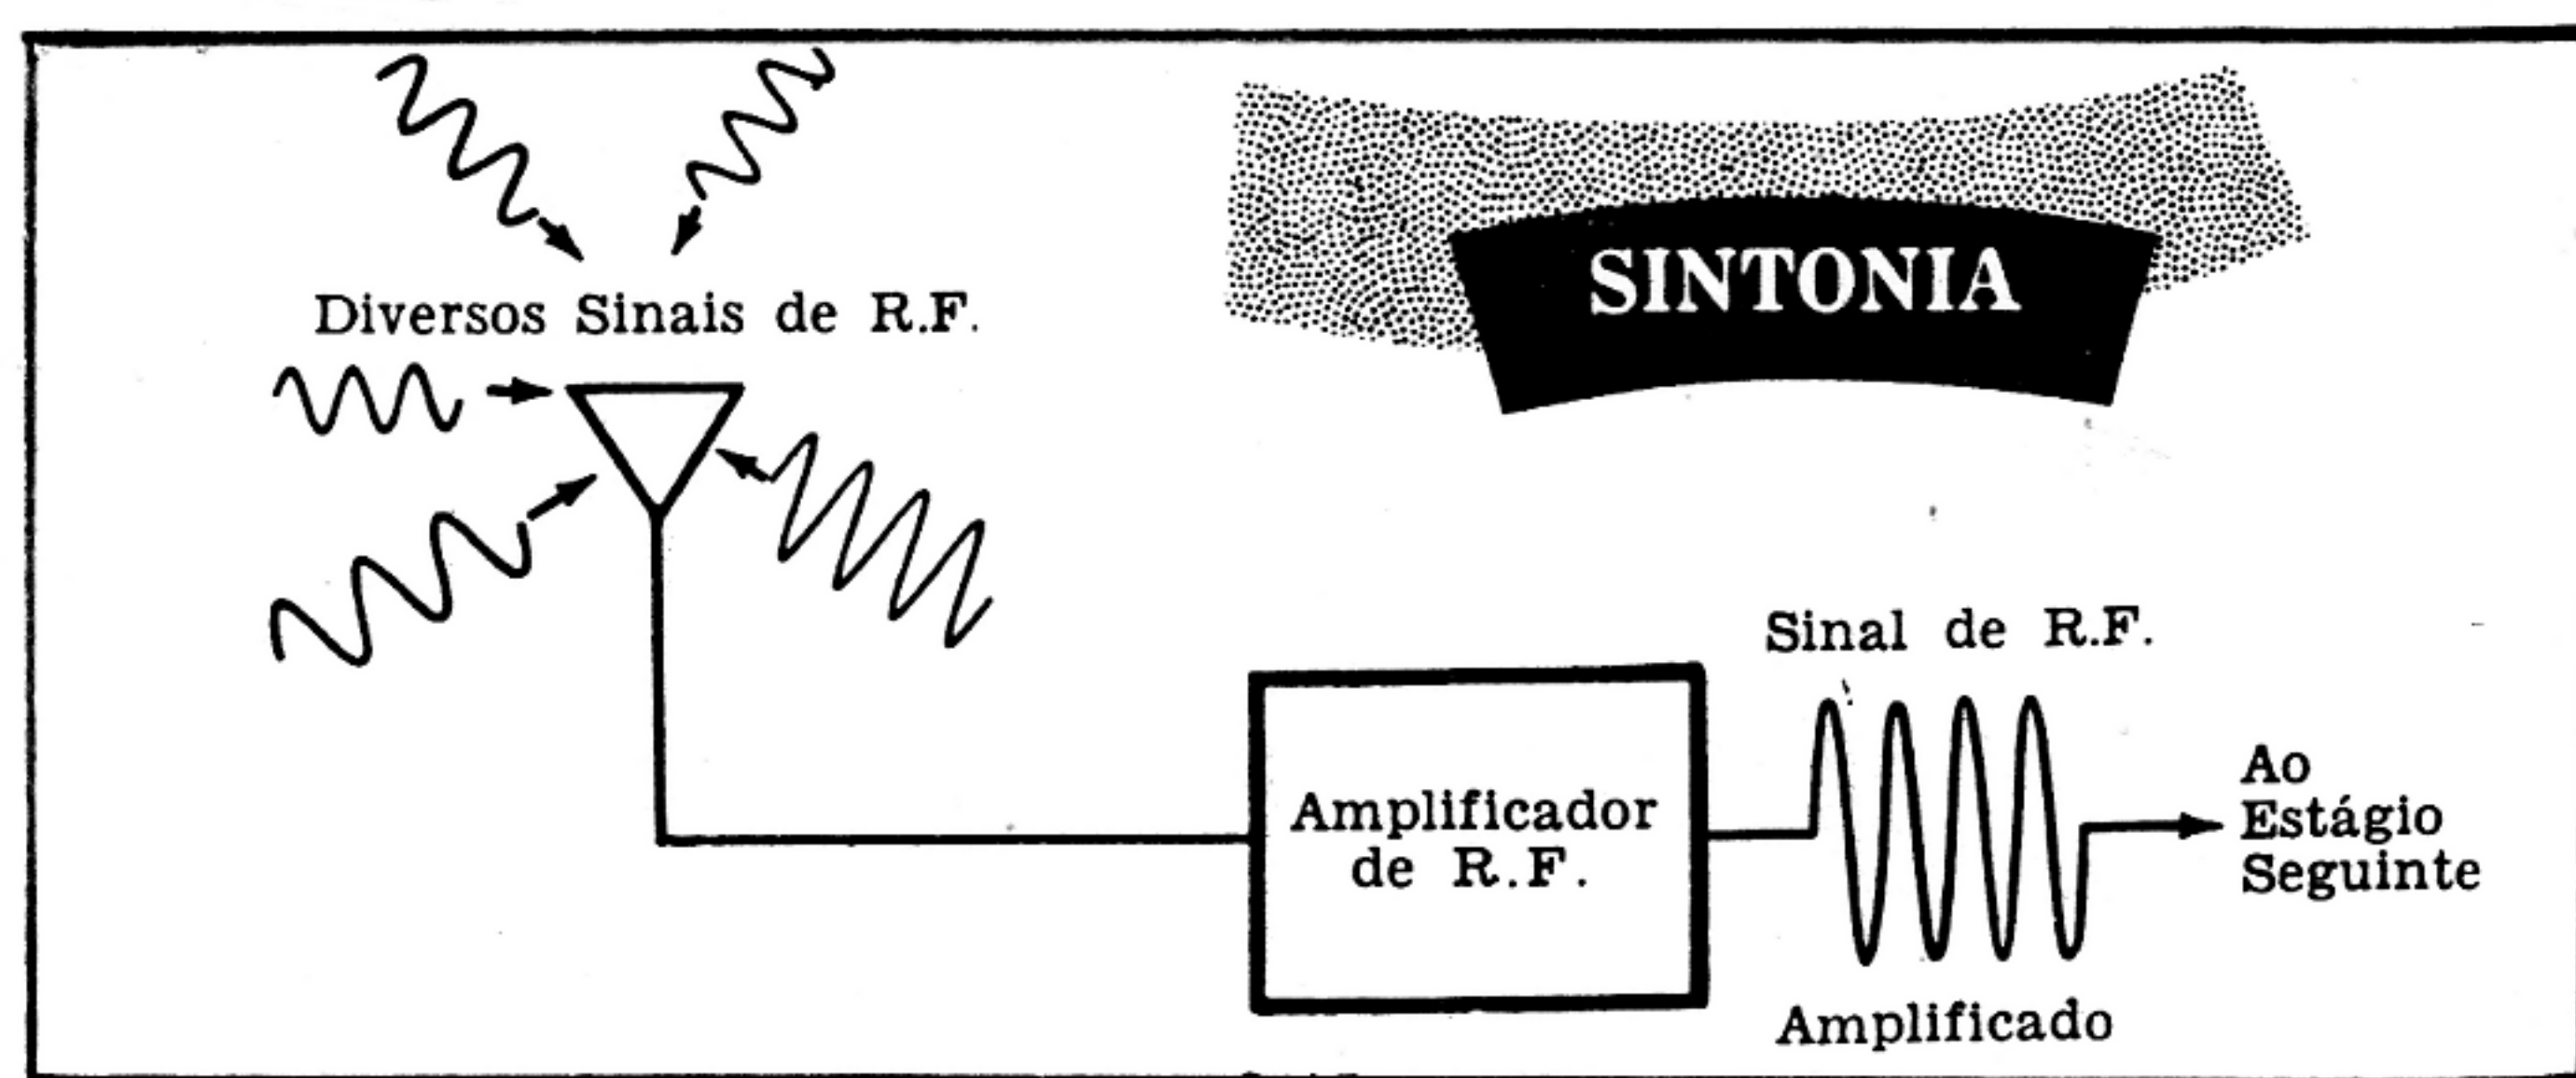 SINTONIA
Diversos Sinais de R.F.
Sinal de R.F.
Amplificador
de R.F.
Ao
Estágio
Seguinte
Amplificado